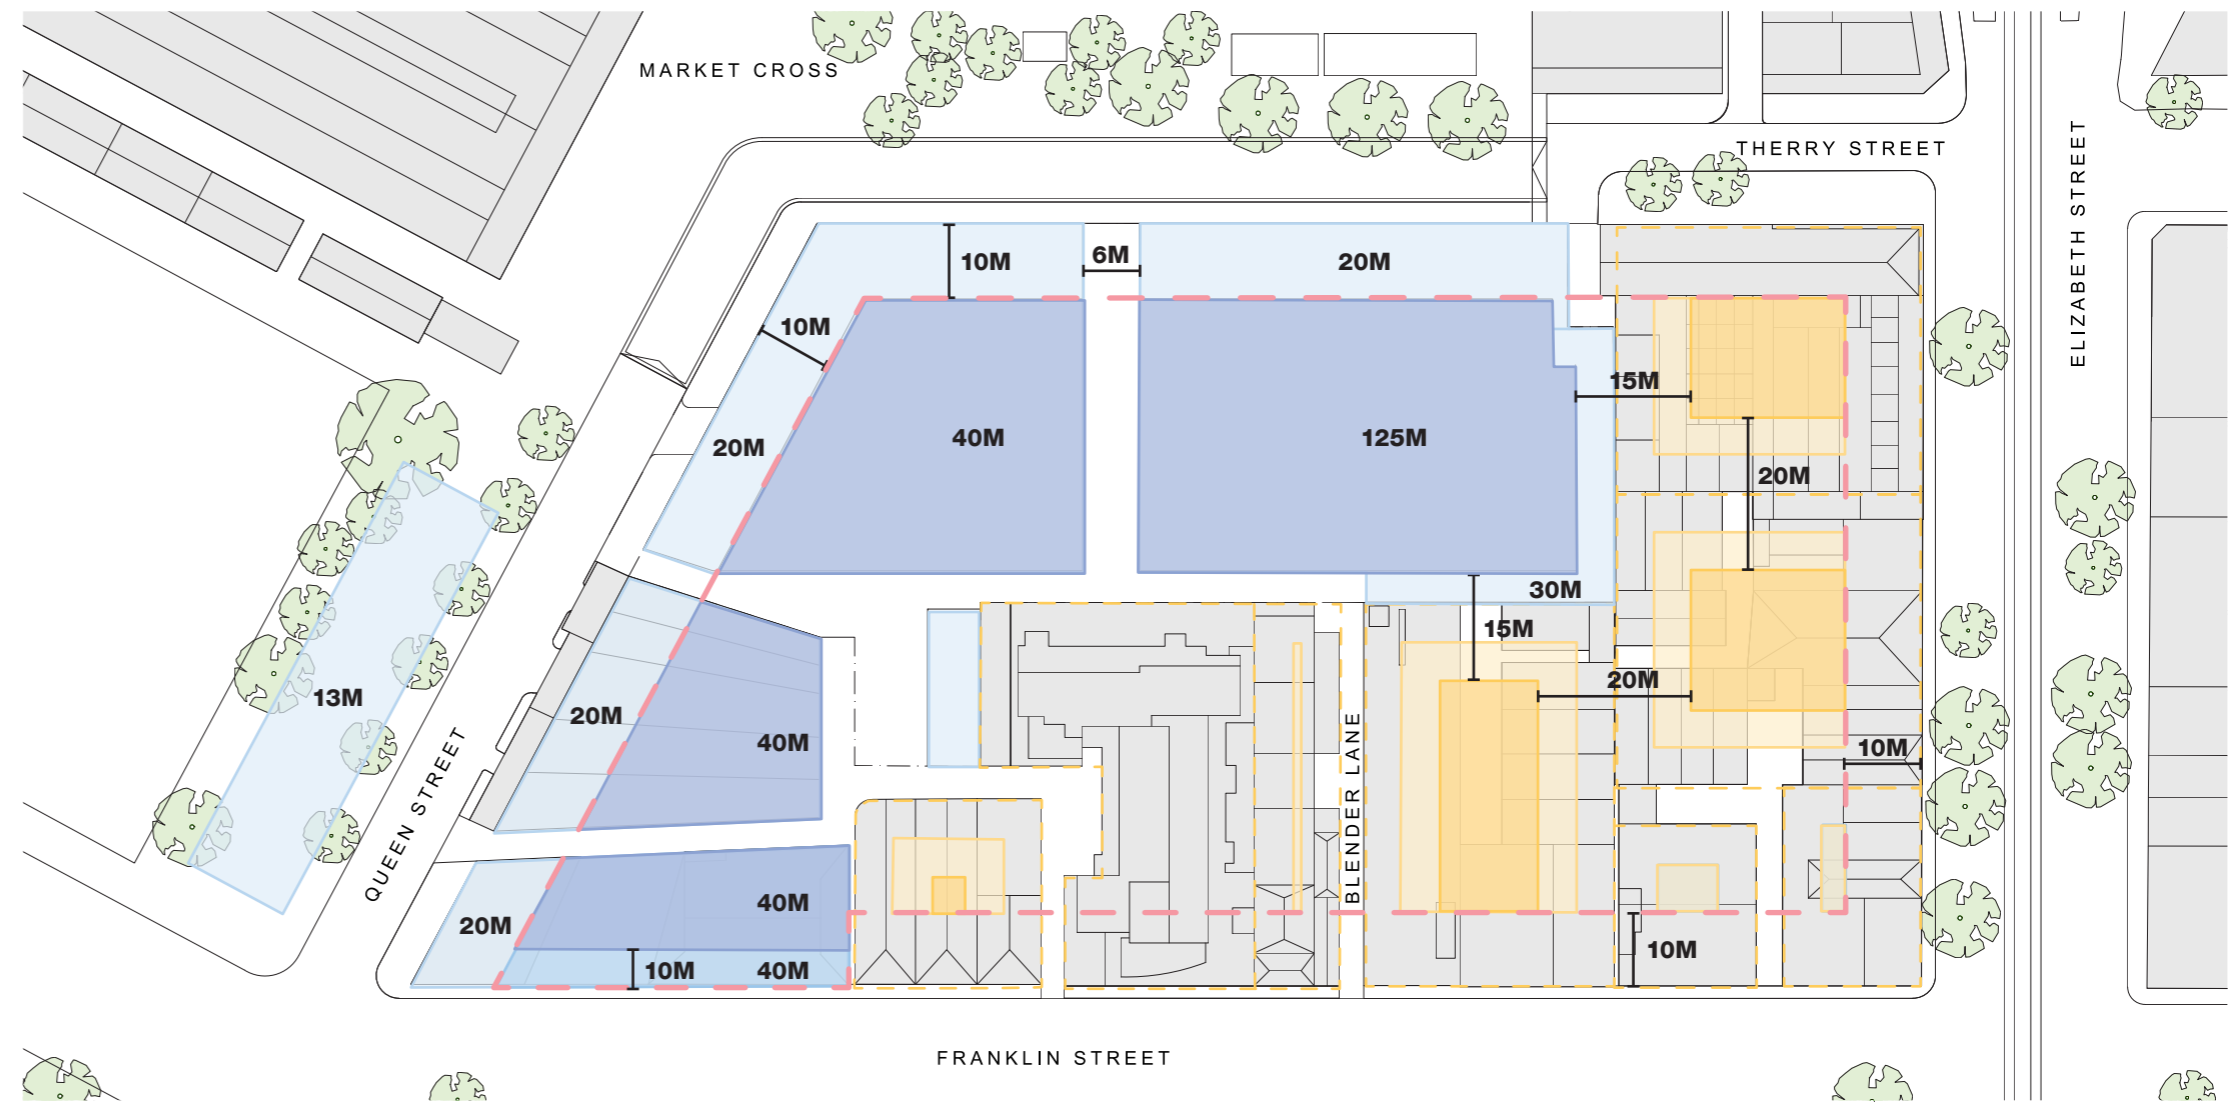 MARKET CROSS
THERRY STREET
ELIZABETH STREET
10M
6M
20M
10M
15M
20M
40M
125M
20M
30M
15M
20M
13M
20M
40M
10M
QUEEN STREET
BLENDER LANE
40M
20M
10M
40M
10M
FRANKLIN STREET